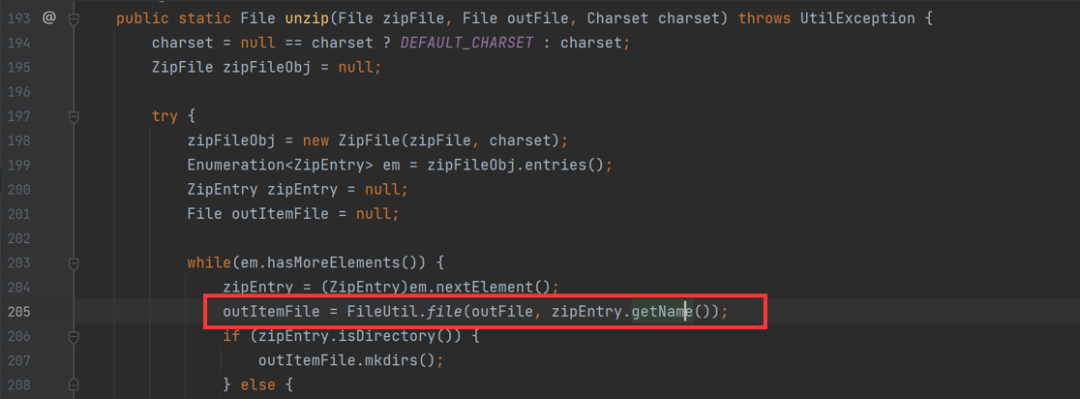 193 @ public static File unzip(File zipFile, File outFile, Charset charset) throws UtilException {
194 charset = null == charset ? DEFAULT_CHARSET : charset;
195 ZipFile zipFileObj = null;
196
197 try {
198 zipFileObj = new ZipFile(zipFile, charset);
199 Enumeration<ZipEntry> em = zipFileObj.entries();
200 ZipEntry zipEntry = null;
201 File outItemFile = null;
202
203 while(em.hasMoreElements()) {
204 zipEntry = (ZipEntry)em.nextElement();
205 outItemFile = FileUtil.file(outFile, zipEntry.getName());
206 if (zipEntry.isDirectory()) {
207 outItemFile.mkdirs();
208 } else {